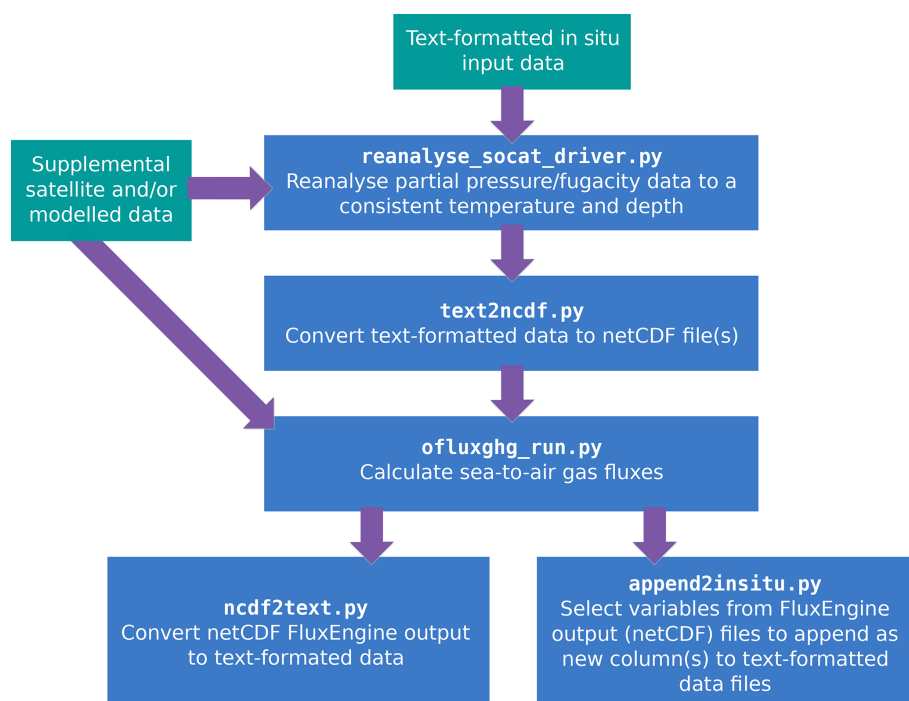 Text-formatted in situ
input data
Supplemental
satellite and/or
modelled data
reanalyse_socat_driver.py
Reanalyse partial pressure/fugacity data to a
consistent temperature and depth
text2ncdf.py
Convert text-formatted data to netCDF file(s)
ofluxghg_run.py
Calculate sea-to-air gas fluxes
ncdf2text.py
Convert netCDF FluxEngine output
to text-formated data
append2insitu.py
Select variables from FluxEngine
output (netCDF) files to append as
new column(s) to text-formatted
data files